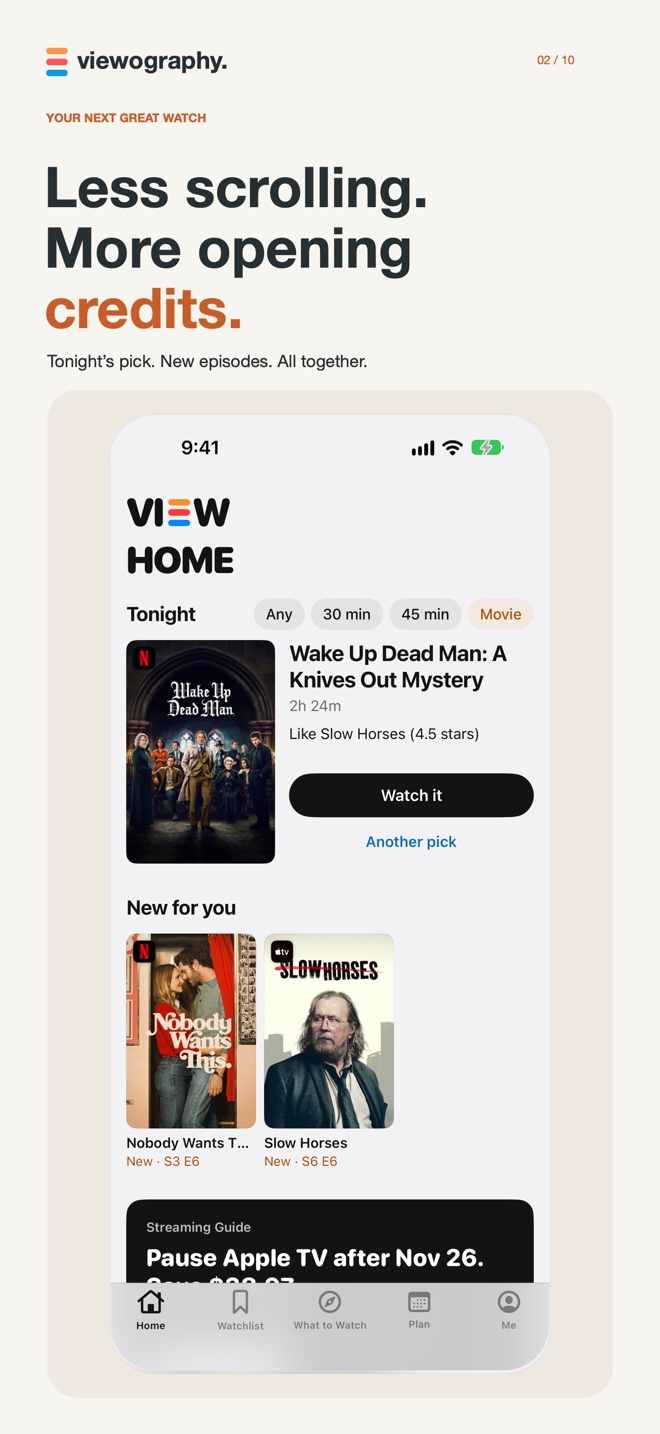 viewography.
02 / 10
YOUR NEXT GREAT WATCH
Less scrolling.
More opening
credits.
Tonight’s pick. New episodes. All together.
9:41
VIEW
HOME
Tonight
Any
30 min
45 min
Movie
N
Wake Up
Dead Man
Wake Up Dead Man: A
Knives Out Mystery
2h 24m
Like Slow Horses (4.5 stars)
Watch it
Another pick
New for you
N
Nobody
Wants
This.
tv
SLOW HORSES
Nobody Wants T...
New · S3 E6
Slow Horses
New · S6 E6
Streaming Guide
Pause Apple TV after Nov 26.
Home
Watchlist
What to Watch
Plan
Me